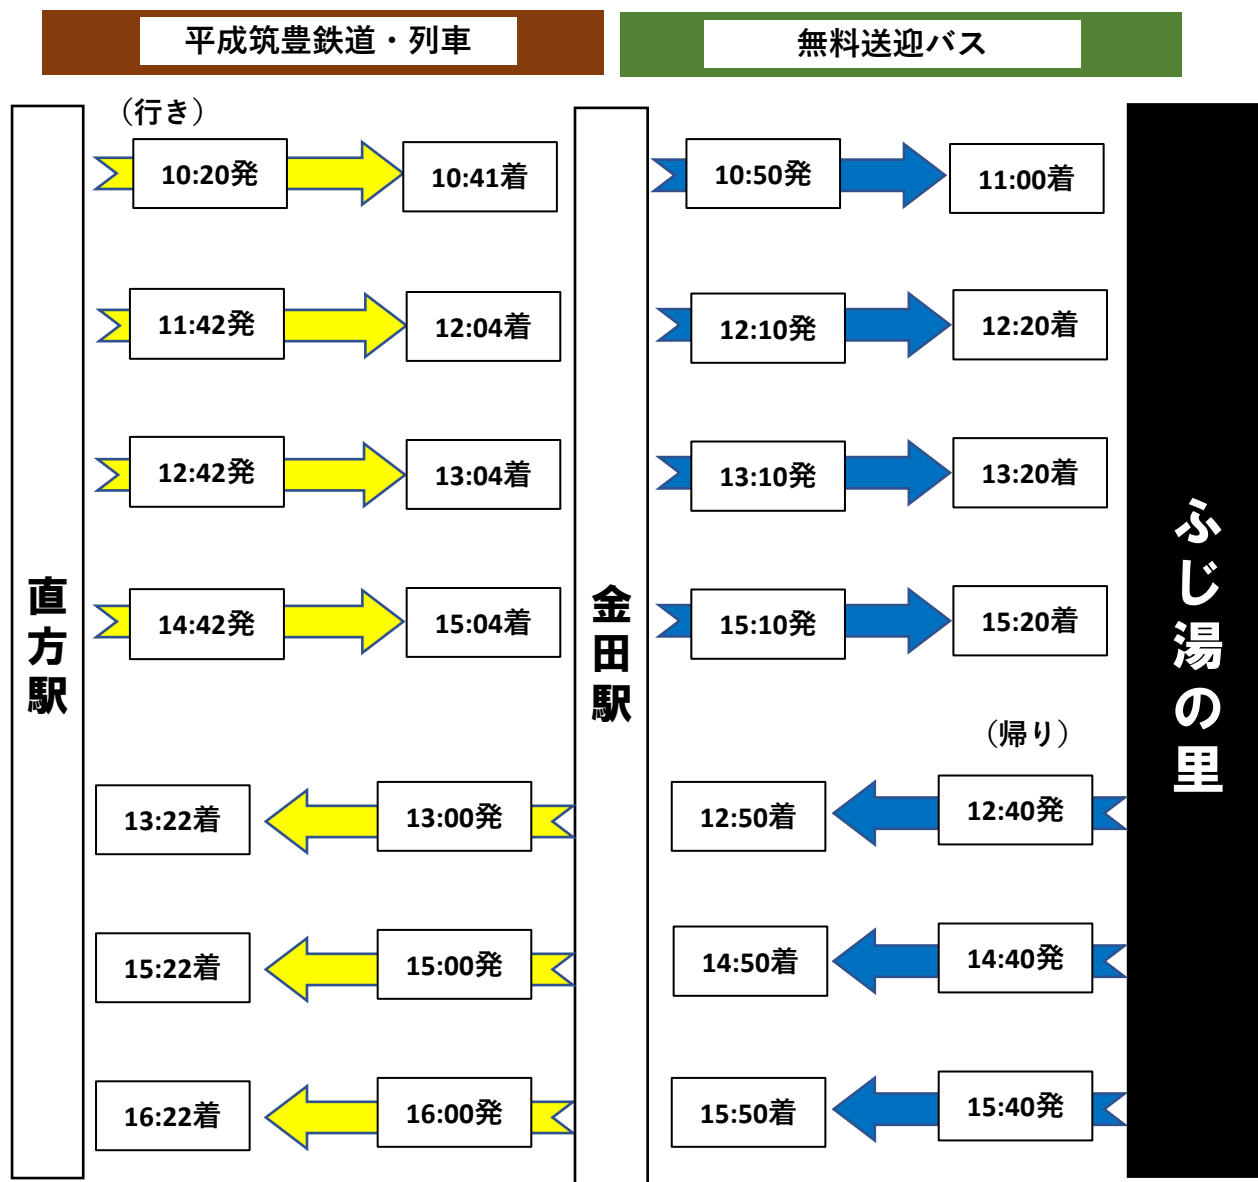 平成筑豊鉄道・列車
無料送迎バス
（行き）
10:20発
10:41着
10:50発
11:00着
11:42発
12:04着
12:10発
12:20着
12:42発
13:04着
13:10発
13:20着
14:42発
15:04着
15:10発
15:20着
直方駅
金田駅
ふじ湯の里
（帰り）
13:22着
13:00発
12:50着
12:40発
15:22着
15:00発
14:50着
14:40発
16:22着
16:00発
15:50着
15:40発